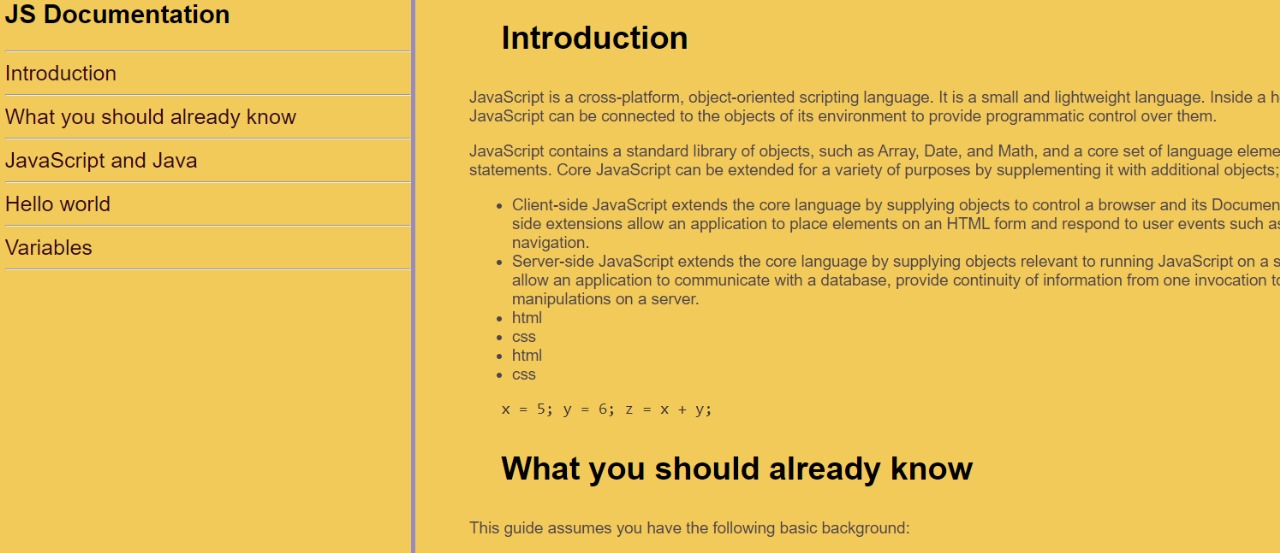 JS Documentation
Introduction
What you should already know
JavaScript and Java
Hello world
Variables
Introduction
JavaScript is a cross-platform, object-oriented scripting language. It is a small and lightweight language. Inside a h
JavaScript can be connected to the objects of its environment to provide programmatic control over them.
JavaScript contains a standard library of objects, such as Array, Date, and Math, and a core set of language eleme
statements. Core JavaScript can be extended for a variety of purposes by supplementing it with additional objects;
• Client-side JavaScript extends the core language by supplying objects to control a browser and its Documen
side extensions allow an application to place elements on an HTML form and respond to user events such as
navigation.
• Server-side JavaScript extends the core language by supplying objects relevant to running JavaScript on a s
allow an application to communicate with a database, provide continuity of information from one invocation to
manipulations on a server.
• html
• css
• html
• css
x = 5; y = 6; z = x + y;
What you should already know
This guide assumes you have the following basic background: